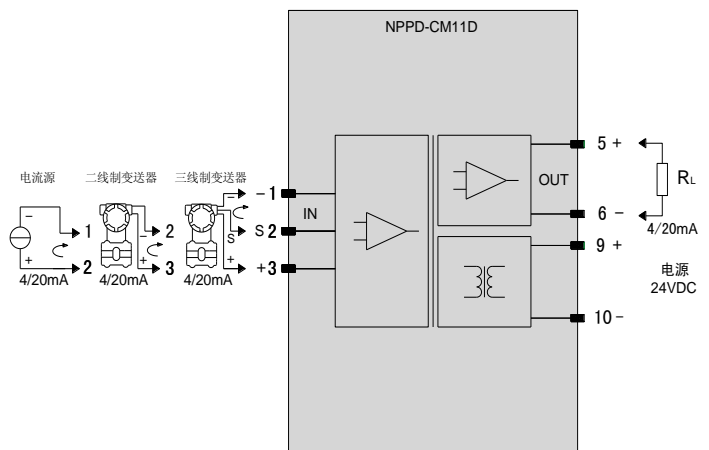 NPPD-CM11D
电流源 二线制变送器 三线制变送器
− 1 IN
− 1 2 − S S 2
+ 2 + 3 + +3
4/20mA 4/20mA 4/20mA
5 +
OUT
6 −
RL
4/20mA
9 +
10 −
电源
24VDC